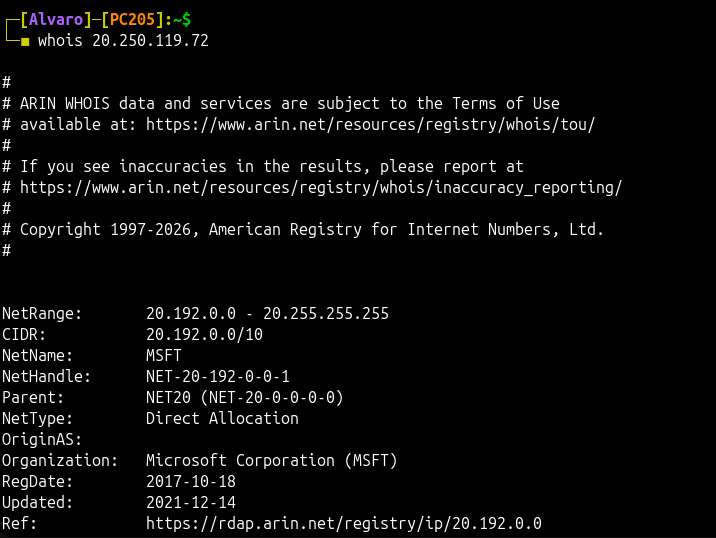 ┌─[Alvaro]─[PC205]:~$
└─■ whois 20.250.119.72
#
# ARIN WHOIS data and services are subject to the Terms of Use
# available at: https://www.arin.net/resources/registry/whois/tou/
#
# If you see inaccuracies in the results, please report at
# https://www.arin.net/resources/registry/whois/inaccuracy_reporting/
#
# Copyright 1997-2026, American Registry for Internet Numbers, Ltd.
#
NetRange:       20.192.0.0 - 20.255.255.255
CIDR:           20.192.0.0/10
NetName:        MSFT
NetHandle:      NET-20-192-0-0-1
Parent:         NET20 (NET-20-0-0-0-0)
NetType:        Direct Allocation
OriginAS:
Organization:   Microsoft Corporation (MSFT)
RegDate:        2017-10-18
Updated:        2021-12-14
Ref:            https://rdap.arin.net/registry/ip/20.192.0.0